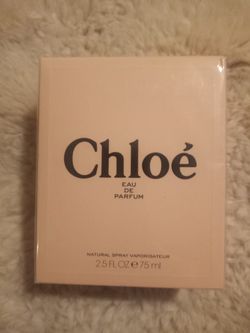 Chloé
EAU
DE
PARFUM
NATURAL SPRAY VAPORISATEUR
2.5 FL.OZ ℮ 75 ml